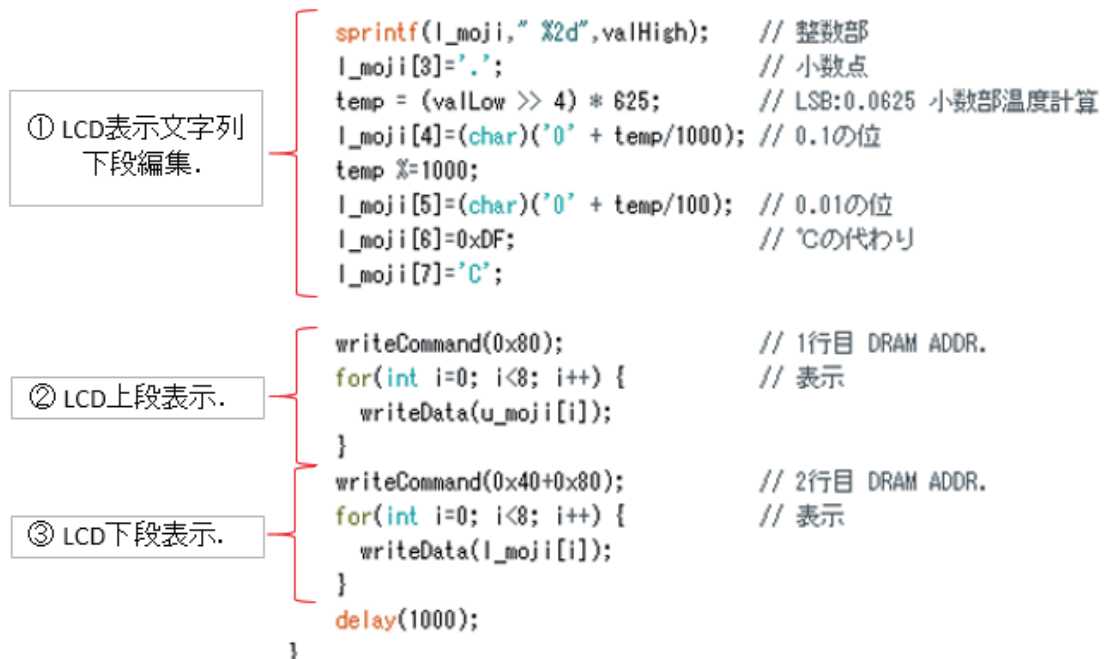 sprintf(l_moji," %2d",valHigh);    // 整数部
l_moji[3]='.';    // 小数点
temp = (valLow >> 4) * 625;    // LSB:0.0625 小数部温度計算
① LCD表示文字列
下段編集.
l_moji[4]=(char)('0' + temp/1000); // 0.1の位
temp %=1000;
l_moji[5]=(char)('0' + temp/100);  // 0.01の位
l_moji[6]=0xDF;    // ℃の代わり
l_moji[7]='C';
writeCommand(0x80);    // 1行目 DRAM ADDR.
② LCD上段表示.
for(int i=0; i<8; i++) {    // 表示
writeData(u_moji[i]);
}
writeCommand(0x40+0x80);    // 2行目 DRAM ADDR.
③ LCD下段表示.
for(int i=0; i<8; i++) {    // 表示
writeData(l_moji[i]);
}
delay(1000);
}